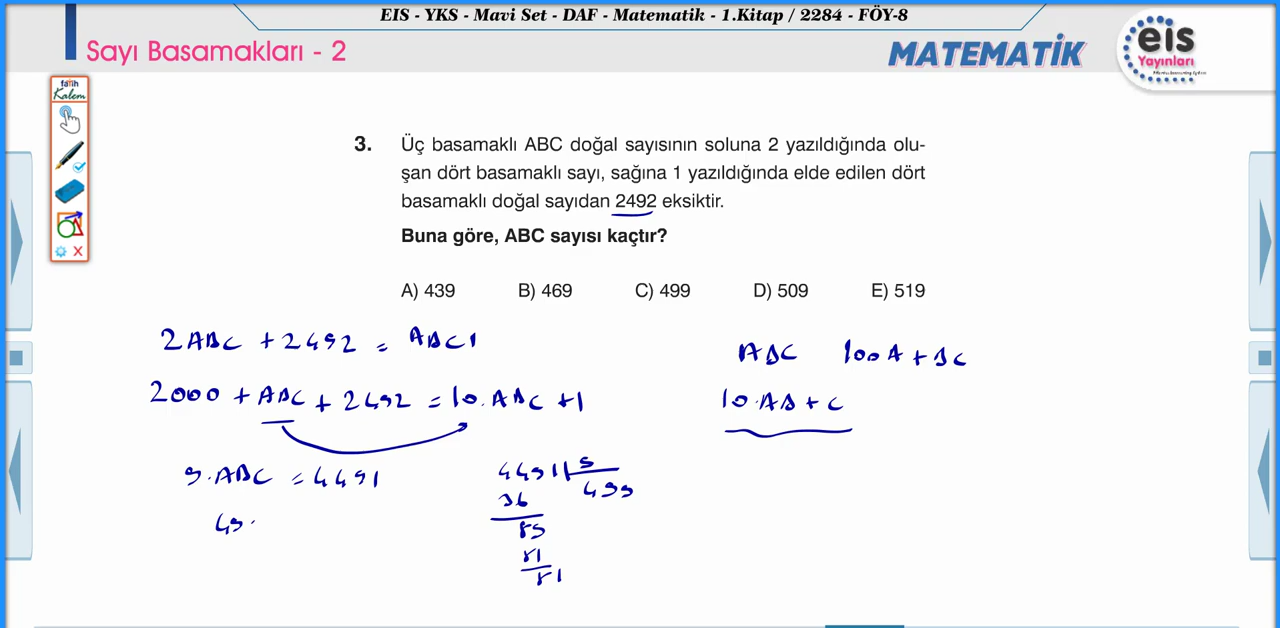 EIS - YKS - Mavi Set - DAF - Matematik - 1.Kitap / 2284 - FÖY-8
Sayı Basamakları - 2
MATEMATİK
eis
Yayınları
fatih
Kalem
3. Üç basamaklı ABC doğal sayısının soluna 2 yazıldığında olu-
şan dört basamaklı sayı, sağına 1 yazıldığında elde edilen dört
basamaklı doğal sayıdan 2492 eksiktir.
Buna göre, ABC sayısı kaçtır?
A) 439 B) 469 C) 499 D) 509 E) 519
2ABC + 2492 = ABC1
ABC 100A + BC
2000 + ABC + 2492 = 10.ABC + 1
10.AB + C
9.ABC = 4491
4491 9
499
36
89
81
81
49